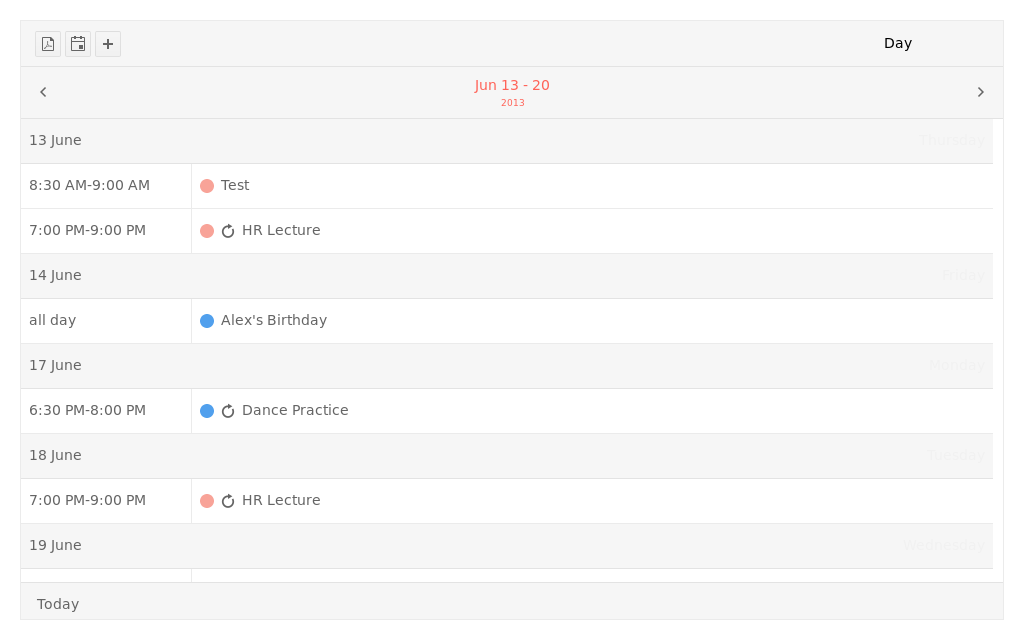 Day
Jun 13 - 20
2013
13 June Thursday
8:30 AM-9:00 AM Test
7:00 PM-9:00 PM HR Lecture
14 June Friday
all day Alex's Birthday
17 June Monday
6:30 PM-8:00 PM Dance Practice
18 June Tuesday
7:00 PM-9:00 PM HR Lecture
19 June Wednesday
Today